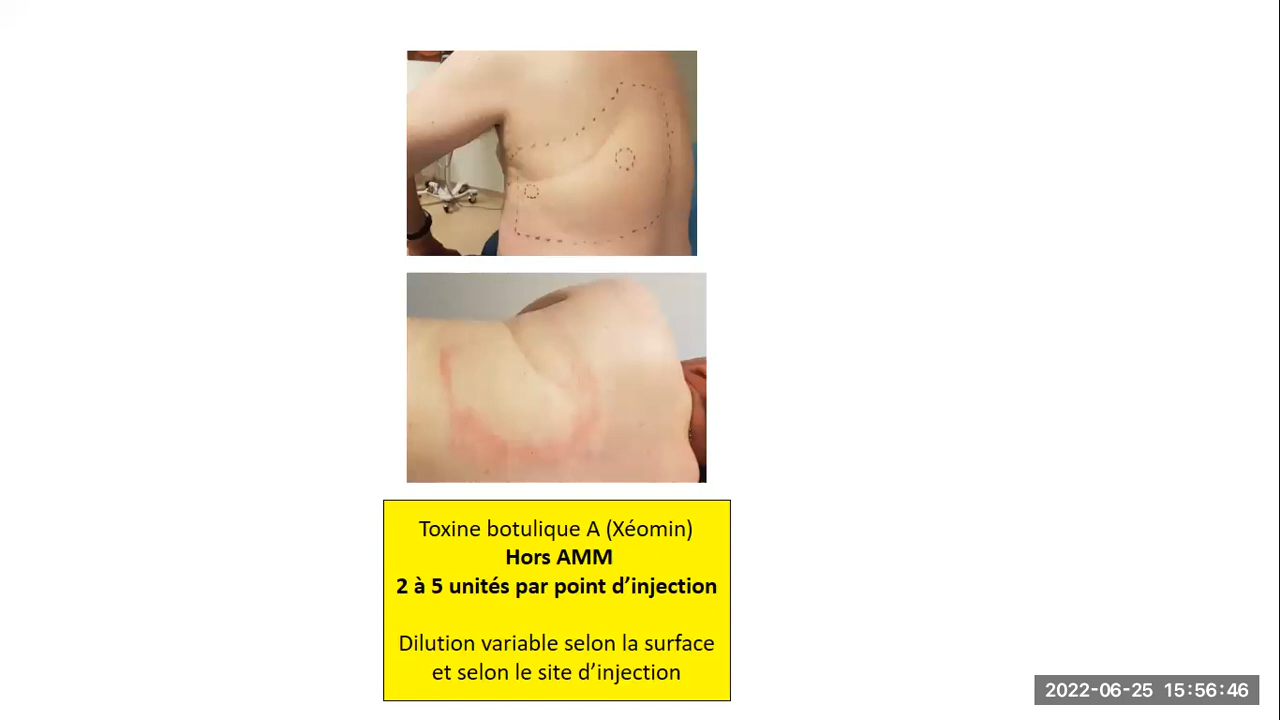 Toxine botulique A (Xéomin)
Hors AMM
2 à 5 unités par point d’injection
Dilution variable selon la surface
et selon le site d’injection
2022-06-25 15:56:46